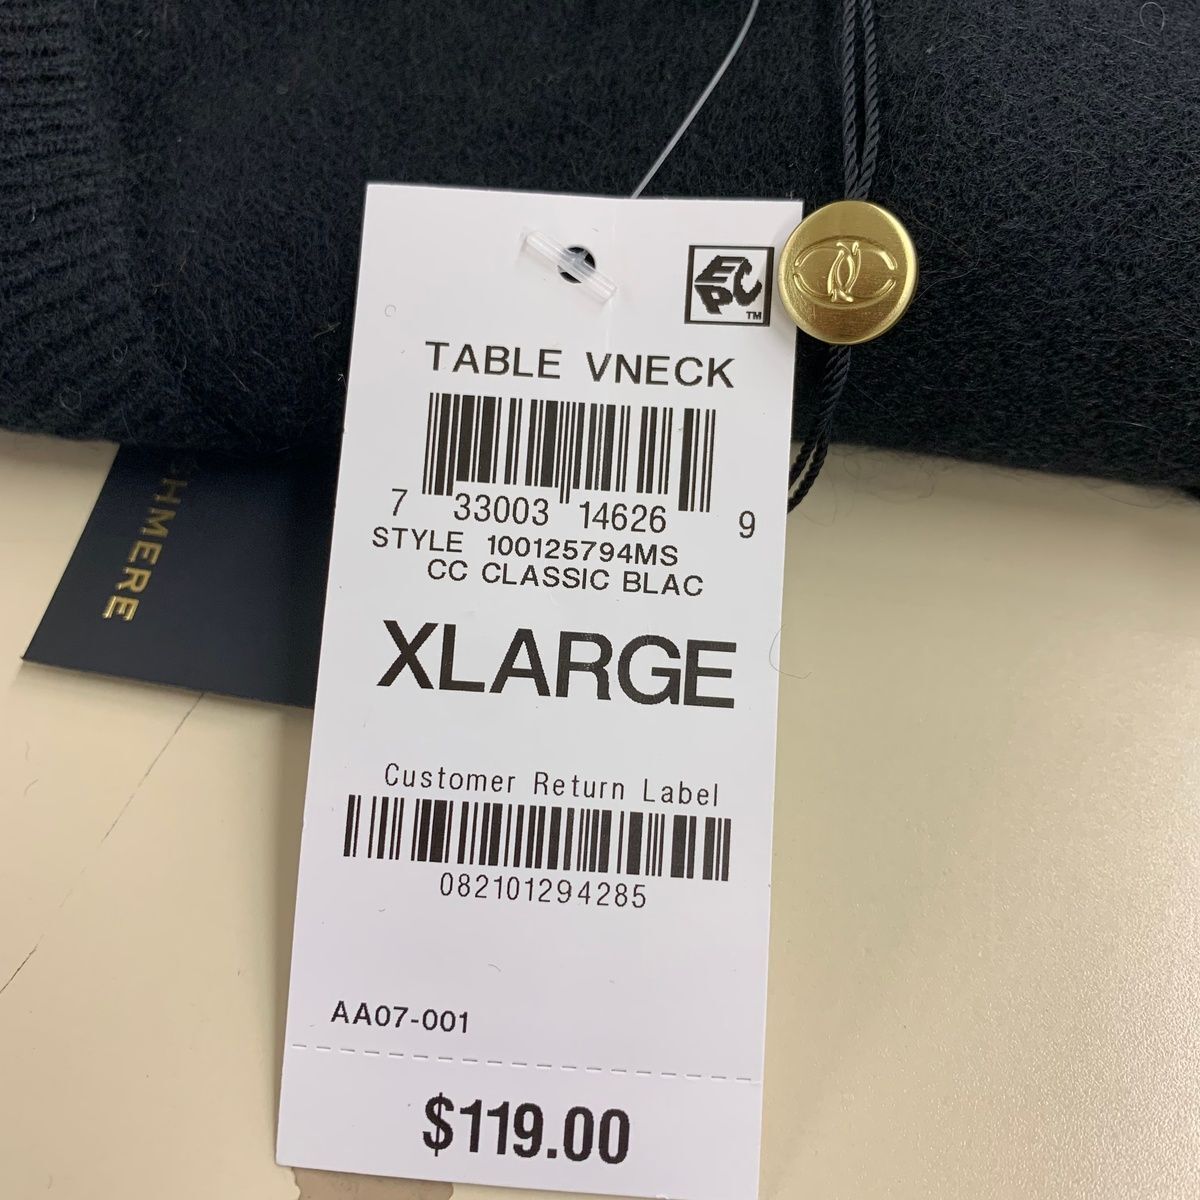 EPC
TM
TABLE VNECK
7 33003 14626 9
STYLE 100125794MS
CC CLASSIC BLAC
XLARGE
Customer Return Label
082101294285
AA07-001
$119.00
SHMERE